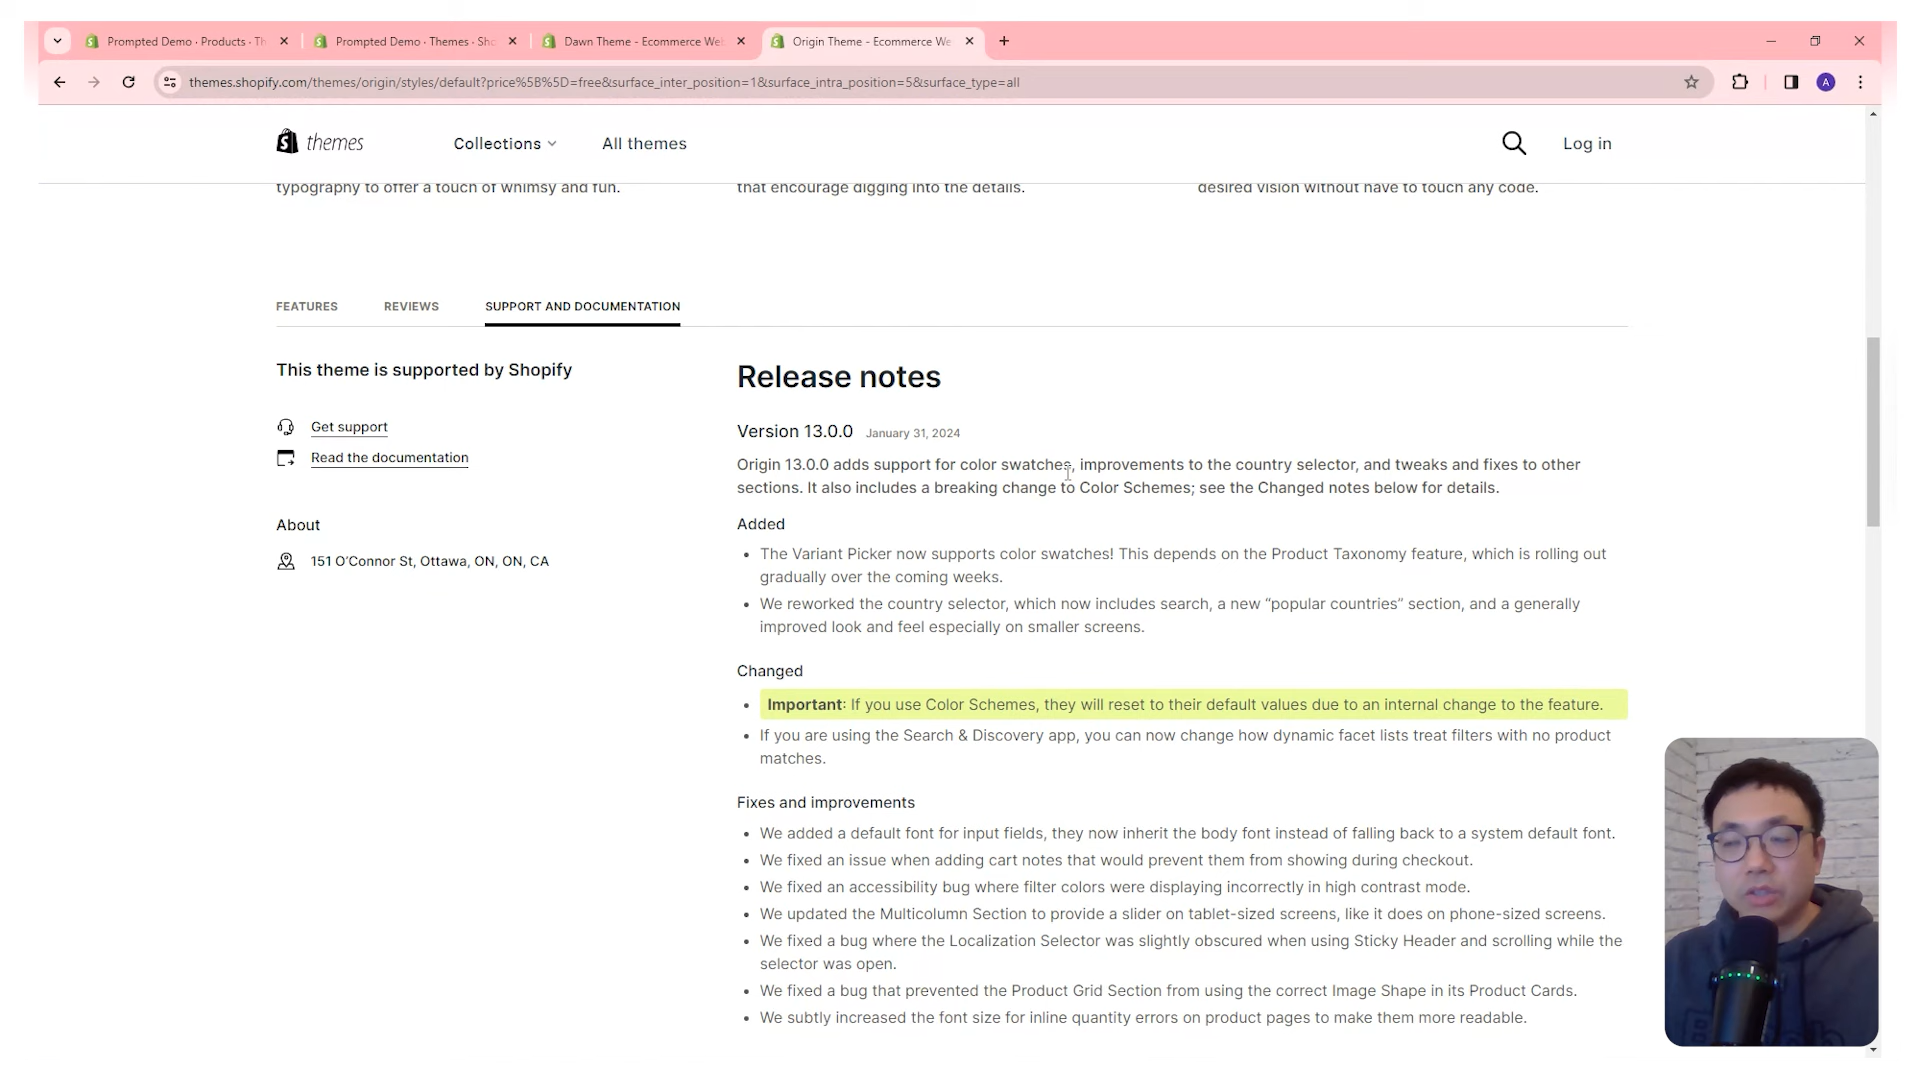 Prompted Demo · Products · Th
Prompted Demo · Themes · Sho
Dawn Theme - Ecommerce Web
Origin Theme - Ecommerce We
themes.shopify.com/themes/origin/styles/default?price%5B%5D=free&surface_inter_position=1&surface_intra_position=5&surface_type=all
A
themes
Collections
All themes
Log in
typography to offer a touch of whimsy and fun.
that encourage digging into the details.
desired vision without have to touch any code.
FEATURES
REVIEWS
SUPPORT AND DOCUMENTATION
This theme is supported by Shopify
Get support
Read the documentation
About
151 O'Connor St, Ottawa, ON, ON, CA
Release notes
Version 13.0.0 January 31, 2024
Origin 13.0.0 adds support for color swatches, improvements to the country selector, and tweaks and fixes to other
sections. It also includes a breaking change to Color Schemes; see the Changed notes below for details.
Added
• The Variant Picker now supports color swatches! This depends on the Product Taxonomy feature, which is rolling out
gradually over the coming weeks.
• We reworked the country selector, which now includes search, a new “popular countries” section, and a generally
improved look and feel especially on smaller screens.
Changed
• Important: If you use Color Schemes, they will reset to their default values due to an internal change to the feature.
• If you are using the Search & Discovery app, you can now change how dynamic facet lists treat filters with no product
matches.
Fixes and improvements
• We added a default font for input fields, they now inherit the body font instead of falling back to a system default font.
• We fixed an issue when adding cart notes that would prevent them from showing during checkout.
• We fixed an accessibility bug where filter colors were displaying incorrectly in high contrast mode.
• We updated the Multicolumn Section to provide a slider on tablet-sized screens, like it does on phone-sized screens.
• We fixed a bug where the Localization Selector was slightly obscured when using Sticky Header and scrolling while the
selector was open.
• We fixed a bug that prevented the Product Grid Section from using the correct Image Shape in its Product Cards.
• We subtly increased the font size for inline quantity errors on product pages to make them more readable.